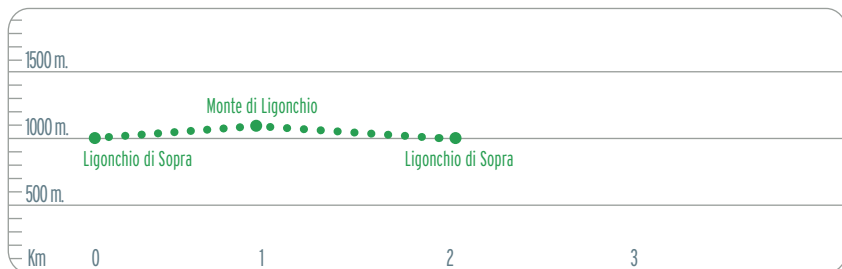 1500 m.
Monte di Ligonchio
1000 m.
Ligonchio di Sopra Ligonchio di Sopra
500 m.
Km 0 1 2 3